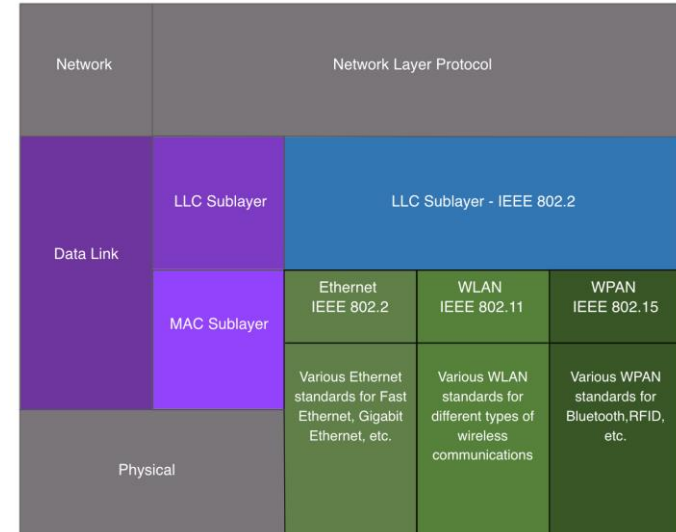 Network
Network Layer Protocol
Data Link
LLC Sublayer
LLC Sublayer - IEEE 802.2
MAC Sublayer
Ethernet
IEEE 802.2
WLAN
IEEE 802.11
WPAN
IEEE 802.15
Various Ethernet
standards for Fast
Ethernet, Gigabit
Ethernet, etc.
Various WLAN
standards for
different types of
wireless
communications
Various WPAN
standards for
Bluetooth,RFID,
etc.
Physical